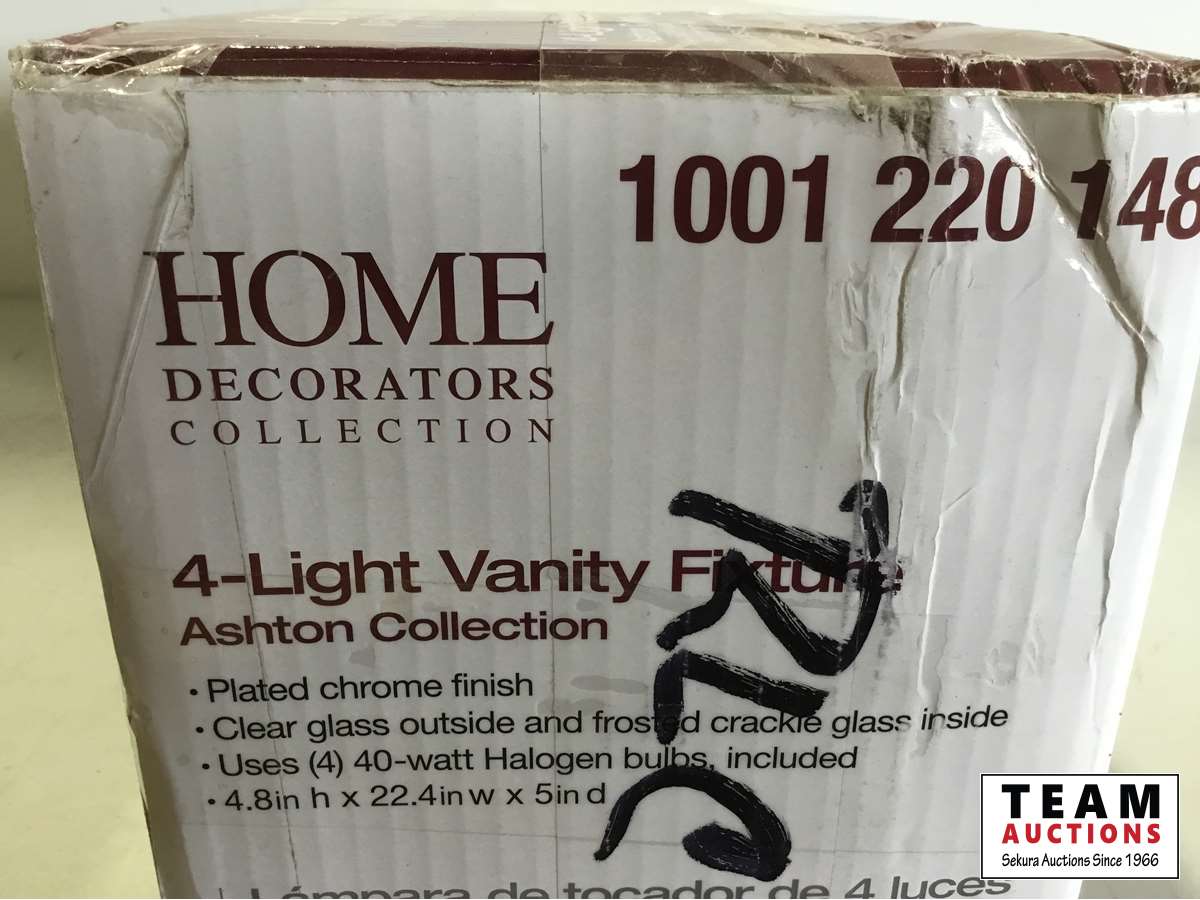 1001 220 148
HOME
DECORATORS
COLLECTION
4-Light Vanity Fixture
Ashton Collection
• Plated chrome finish
• Clear glass outside and frosted crackle glass inside
• Uses (4) 40-watt Halogen bulbs, included
• 4.8in h x 22.4in w x 5in d
Lámpara de tocador de 4 luces
TEAM
AUCTIONS
Sekura Auctions Since 1966